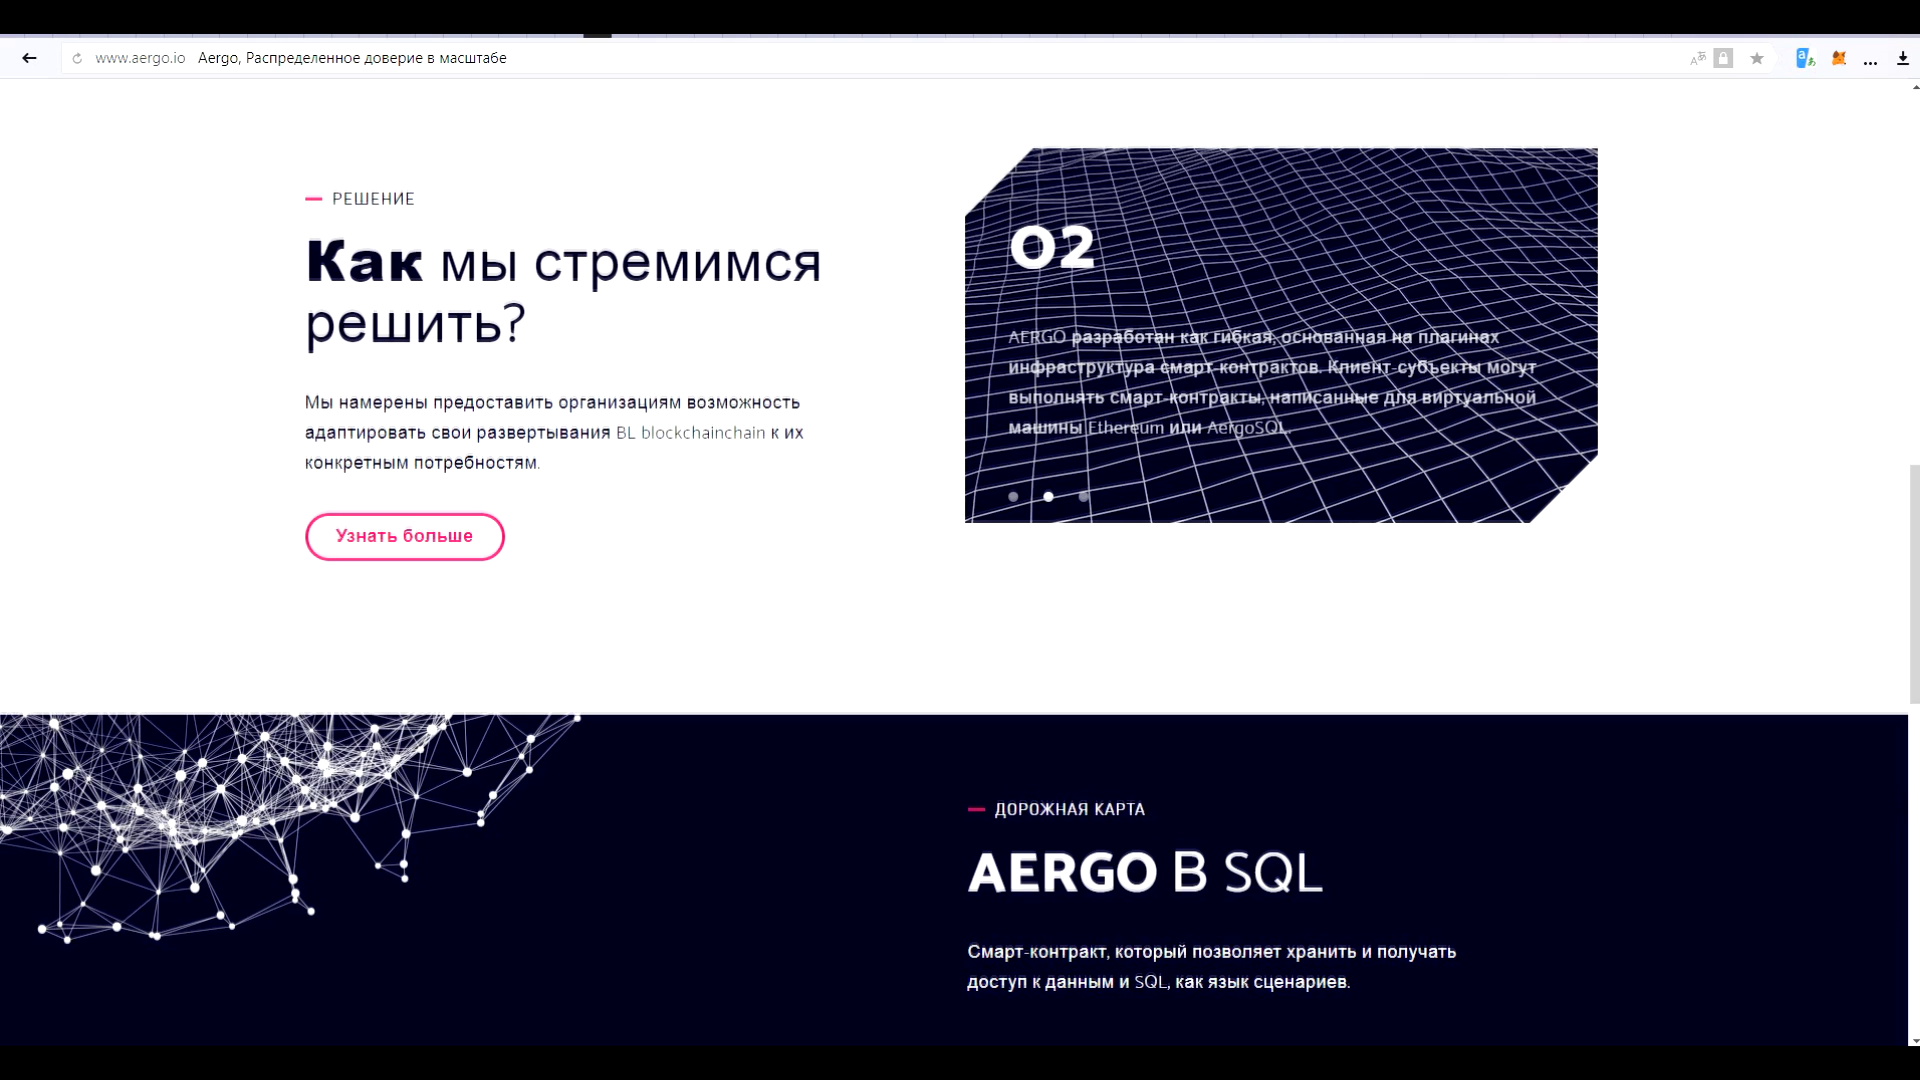 www.aergo.io Aergo, Распределенное доверие в масштабе
РЕШЕНИЕ
Как мы стремимся
решить?
Мы намерены предоставить организациям возможность
адаптировать свои развертывания BL blockchainchain к их
конкретным потребностям.
Узнать больше
02
AERGO разработан как гибкая, основанная на плагинах
инфраструктура смарт-контрактов. Клиент-субъекты могут
выполнять смарт-контракты, написанные для виртуальной
машины Ethereum или AergoSQL.
ДОРОЖНАЯ КАРТА
AERGO В SQL
Смарт-контракт, который позволяет хранить и получать
доступ к данным и SQL, как язык сценариев.